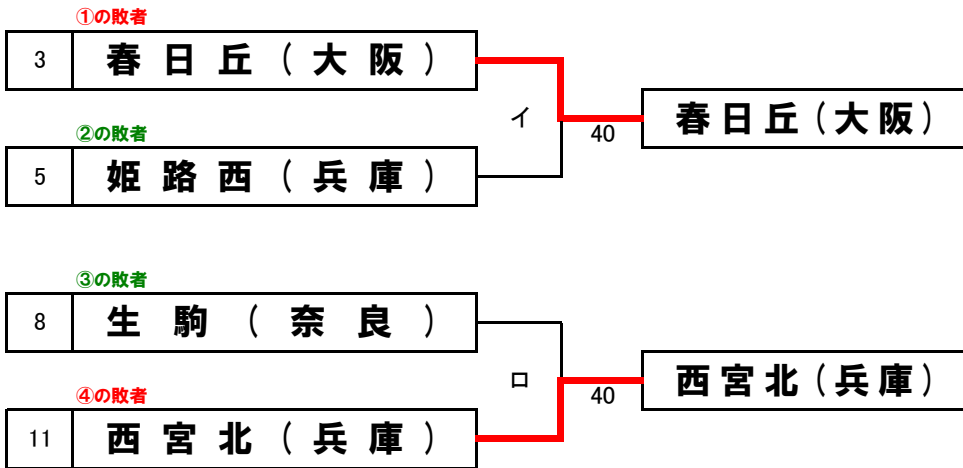 ①の敗者
3 春日丘(大阪)
イ
40
春日丘(大阪)
②の敗者
5 姫路西(兵庫)
③の敗者
8 生駒(奈良)
ロ
40
西宮北(兵庫)
④の敗者
11 西宮北(兵庫)